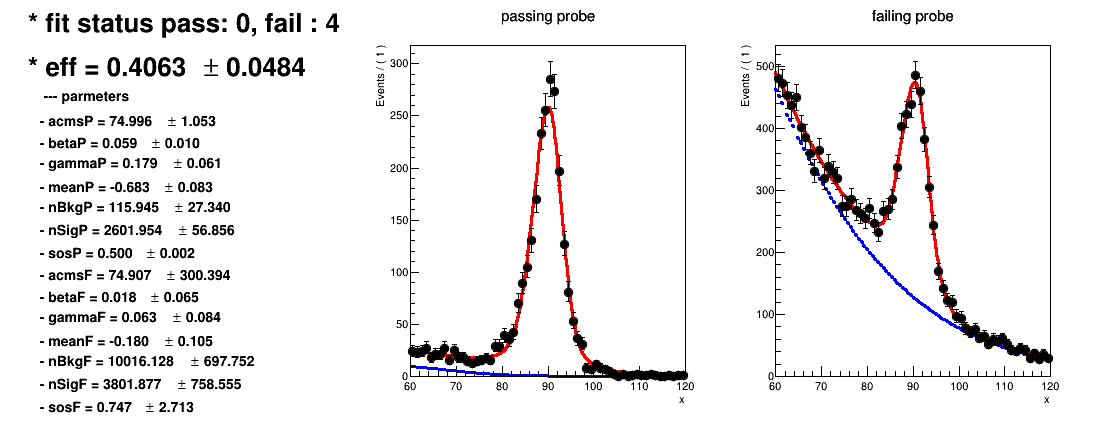 * fit status pass: 0, fail : 4
* eff = 0.4063 ± 0.0484
--- parmeters
- acmsP = 74.996 ± 1.053
- betaP = 0.059 ± 0.010
- gammaP = 0.179 ± 0.061
- meanP = -0.683 ± 0.083
- nBkgP = 115.945 ± 27.340
- nSigP = 2601.954 ± 56.856
- sosP = 0.500 ± 0.002
- acmsF = 74.907 ± 300.394
- betaF = 0.018 ± 0.065
- gammaF = 0.063 ± 0.084
- meanF = -0.180 ± 0.105
- nBkgF = 10016.128 ± 697.752
- nSigF = 3801.877 ± 758.555
- sosF = 0.747 ± 2.713
passing probe
Events / ( 1 )
300
250
200
150
100
50
0
60 70 80 90 100 110 120
x
failing probe
Events / ( 1 )
500
400
300
200
100
0
60 70 80 90 100 110 120
x